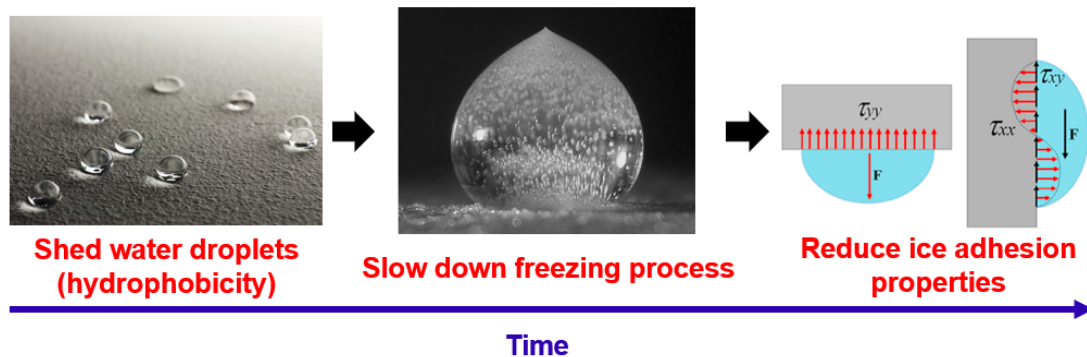 τyy
F
τxy
τxx
F
Shed water droplets
(hydrophobicity)
Slow down freezing process
Reduce ice adhesion
properties
Time